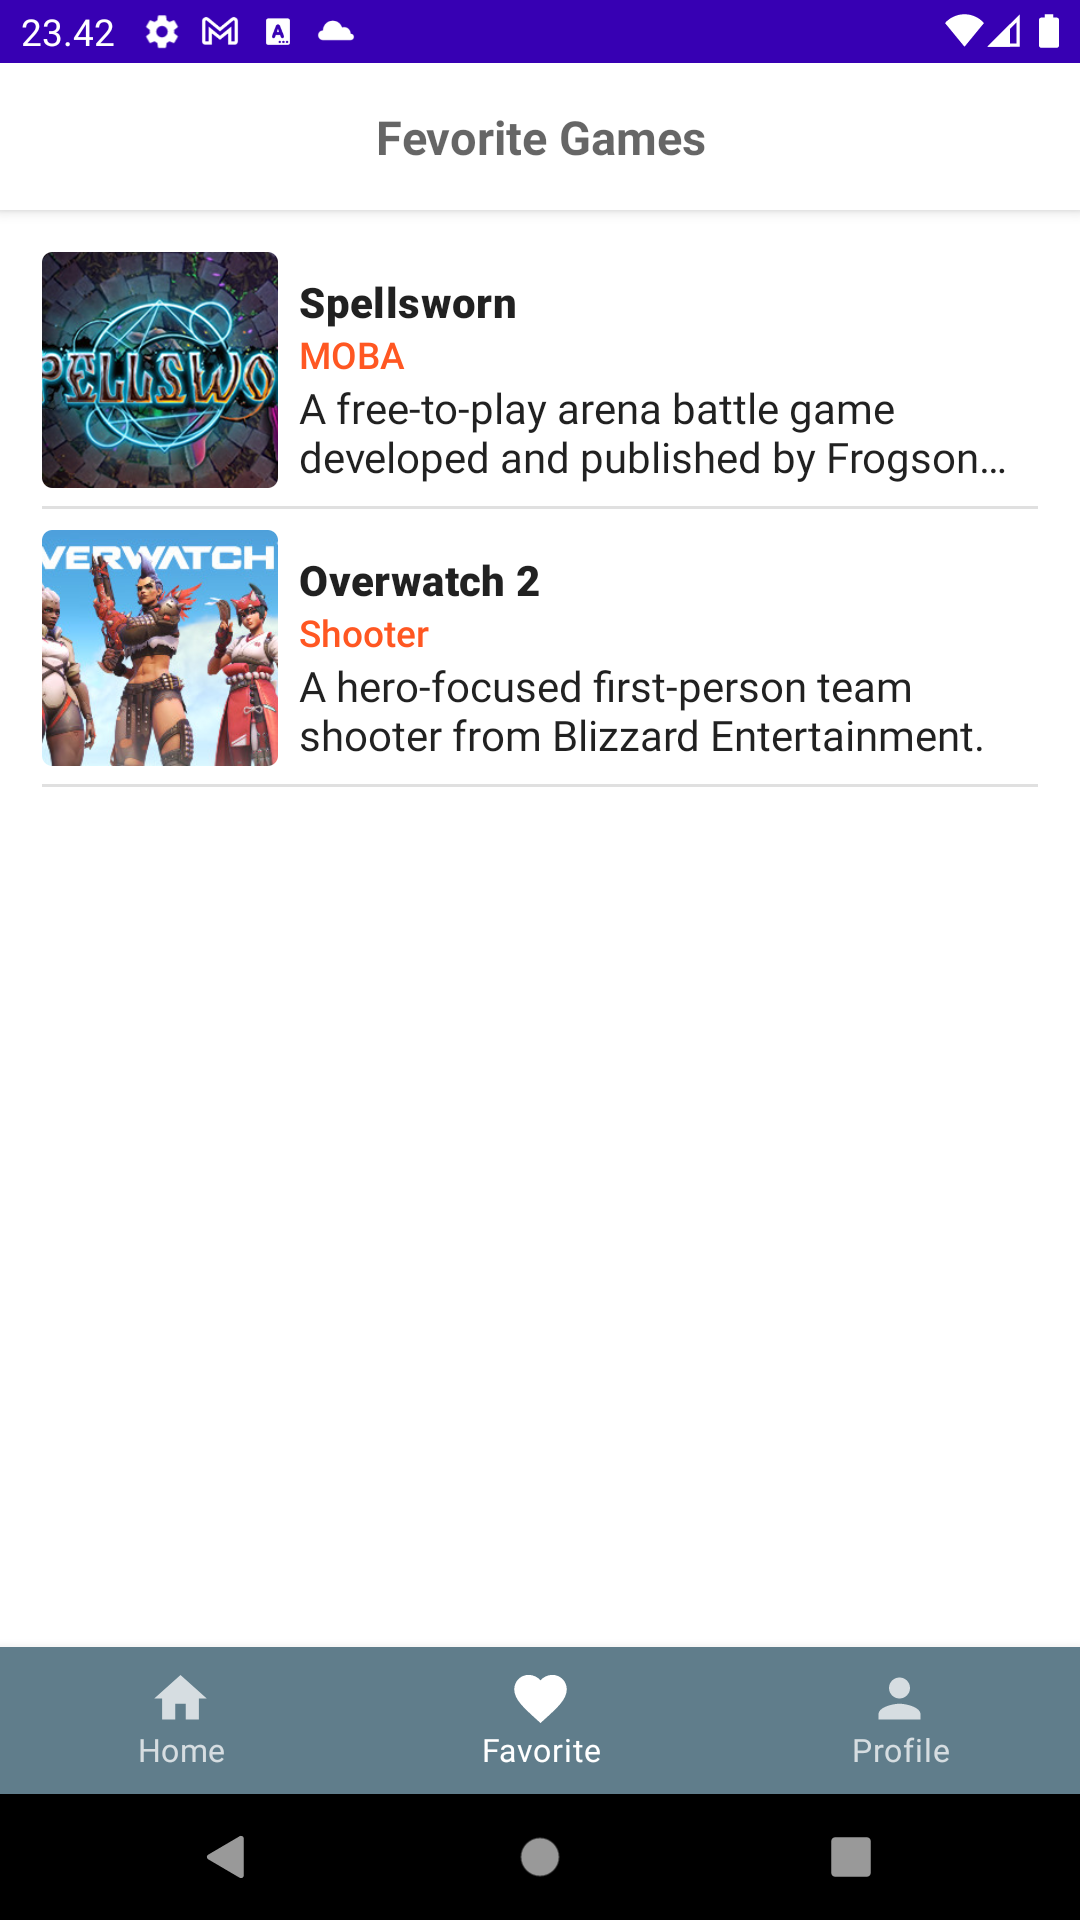 23.42
Fevorite Games
PELLSWO
Spellsworn
MOBA
A free-to-play arena battle game
developed and published by Frogson...
VERWATCH
Overwatch 2
Shooter
A hero-focused first-person team
shooter from Blizzard Entertainment.
Home
Favorite
Profile